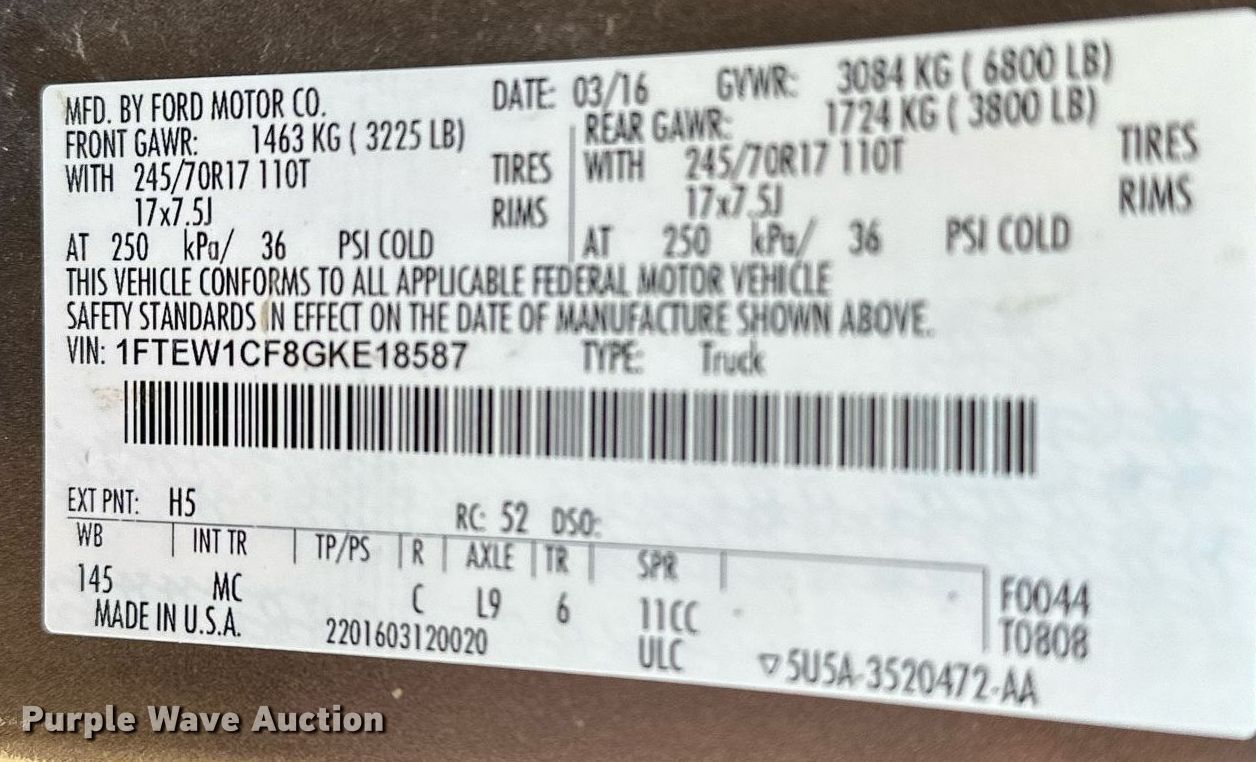 MFD. BY FORD MOTOR CO. DATE: 03/16 GVWR: 3084 KG ( 6800 LB)
FRONT GAWR: 1463 KG ( 3225 LB) REAR GAWR: 1724 KG ( 3800 LB)
WITH 245/70R17 110T TIRES WITH 245/70R17 110T TIRES
17x7.5J RIMS 17x7.5J RIMS
AT 250 kPa/ 36 PSI COLD AT 250 kPa/ 36 PSI COLD
THIS VEHICLE CONFORMS TO ALL APPLICABLE FEDERAL MOTOR VEHICLE
SAFETY STANDARDS IN EFFECT ON THE DATE OF MANUFACTURE SHOWN ABOVE.
VIN: 1FTEW1CF8GKE18587 TYPE: Truck
EXT PNT: H5 RC: 52 DSO:
WB INT TR TP/PS R AXLE TR SPR
145 MC C L9 6 11CC F0044
MADE IN U.S.A. 2201603120020 ULC T0808
▽5U5A-3520472-AA
Purple Wave Auction